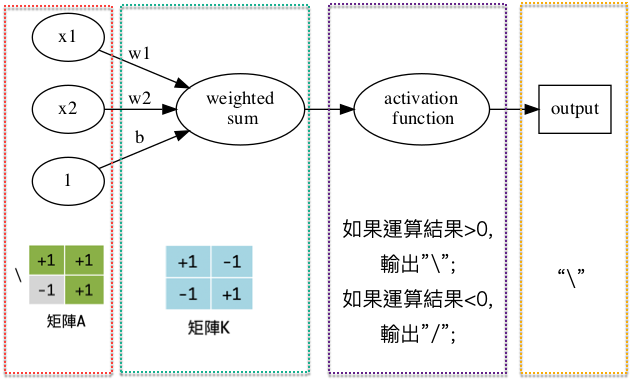 x1
w1
x2
w2
1
b
weighted
sum
activation
function
output
\
+1 +1
-1 +1
矩陣A
+1 -1
-1 +1
矩陣K
如果運算結果>0,
輸出”\”;
如果運算結果<0,
輸出”/”;
“\”